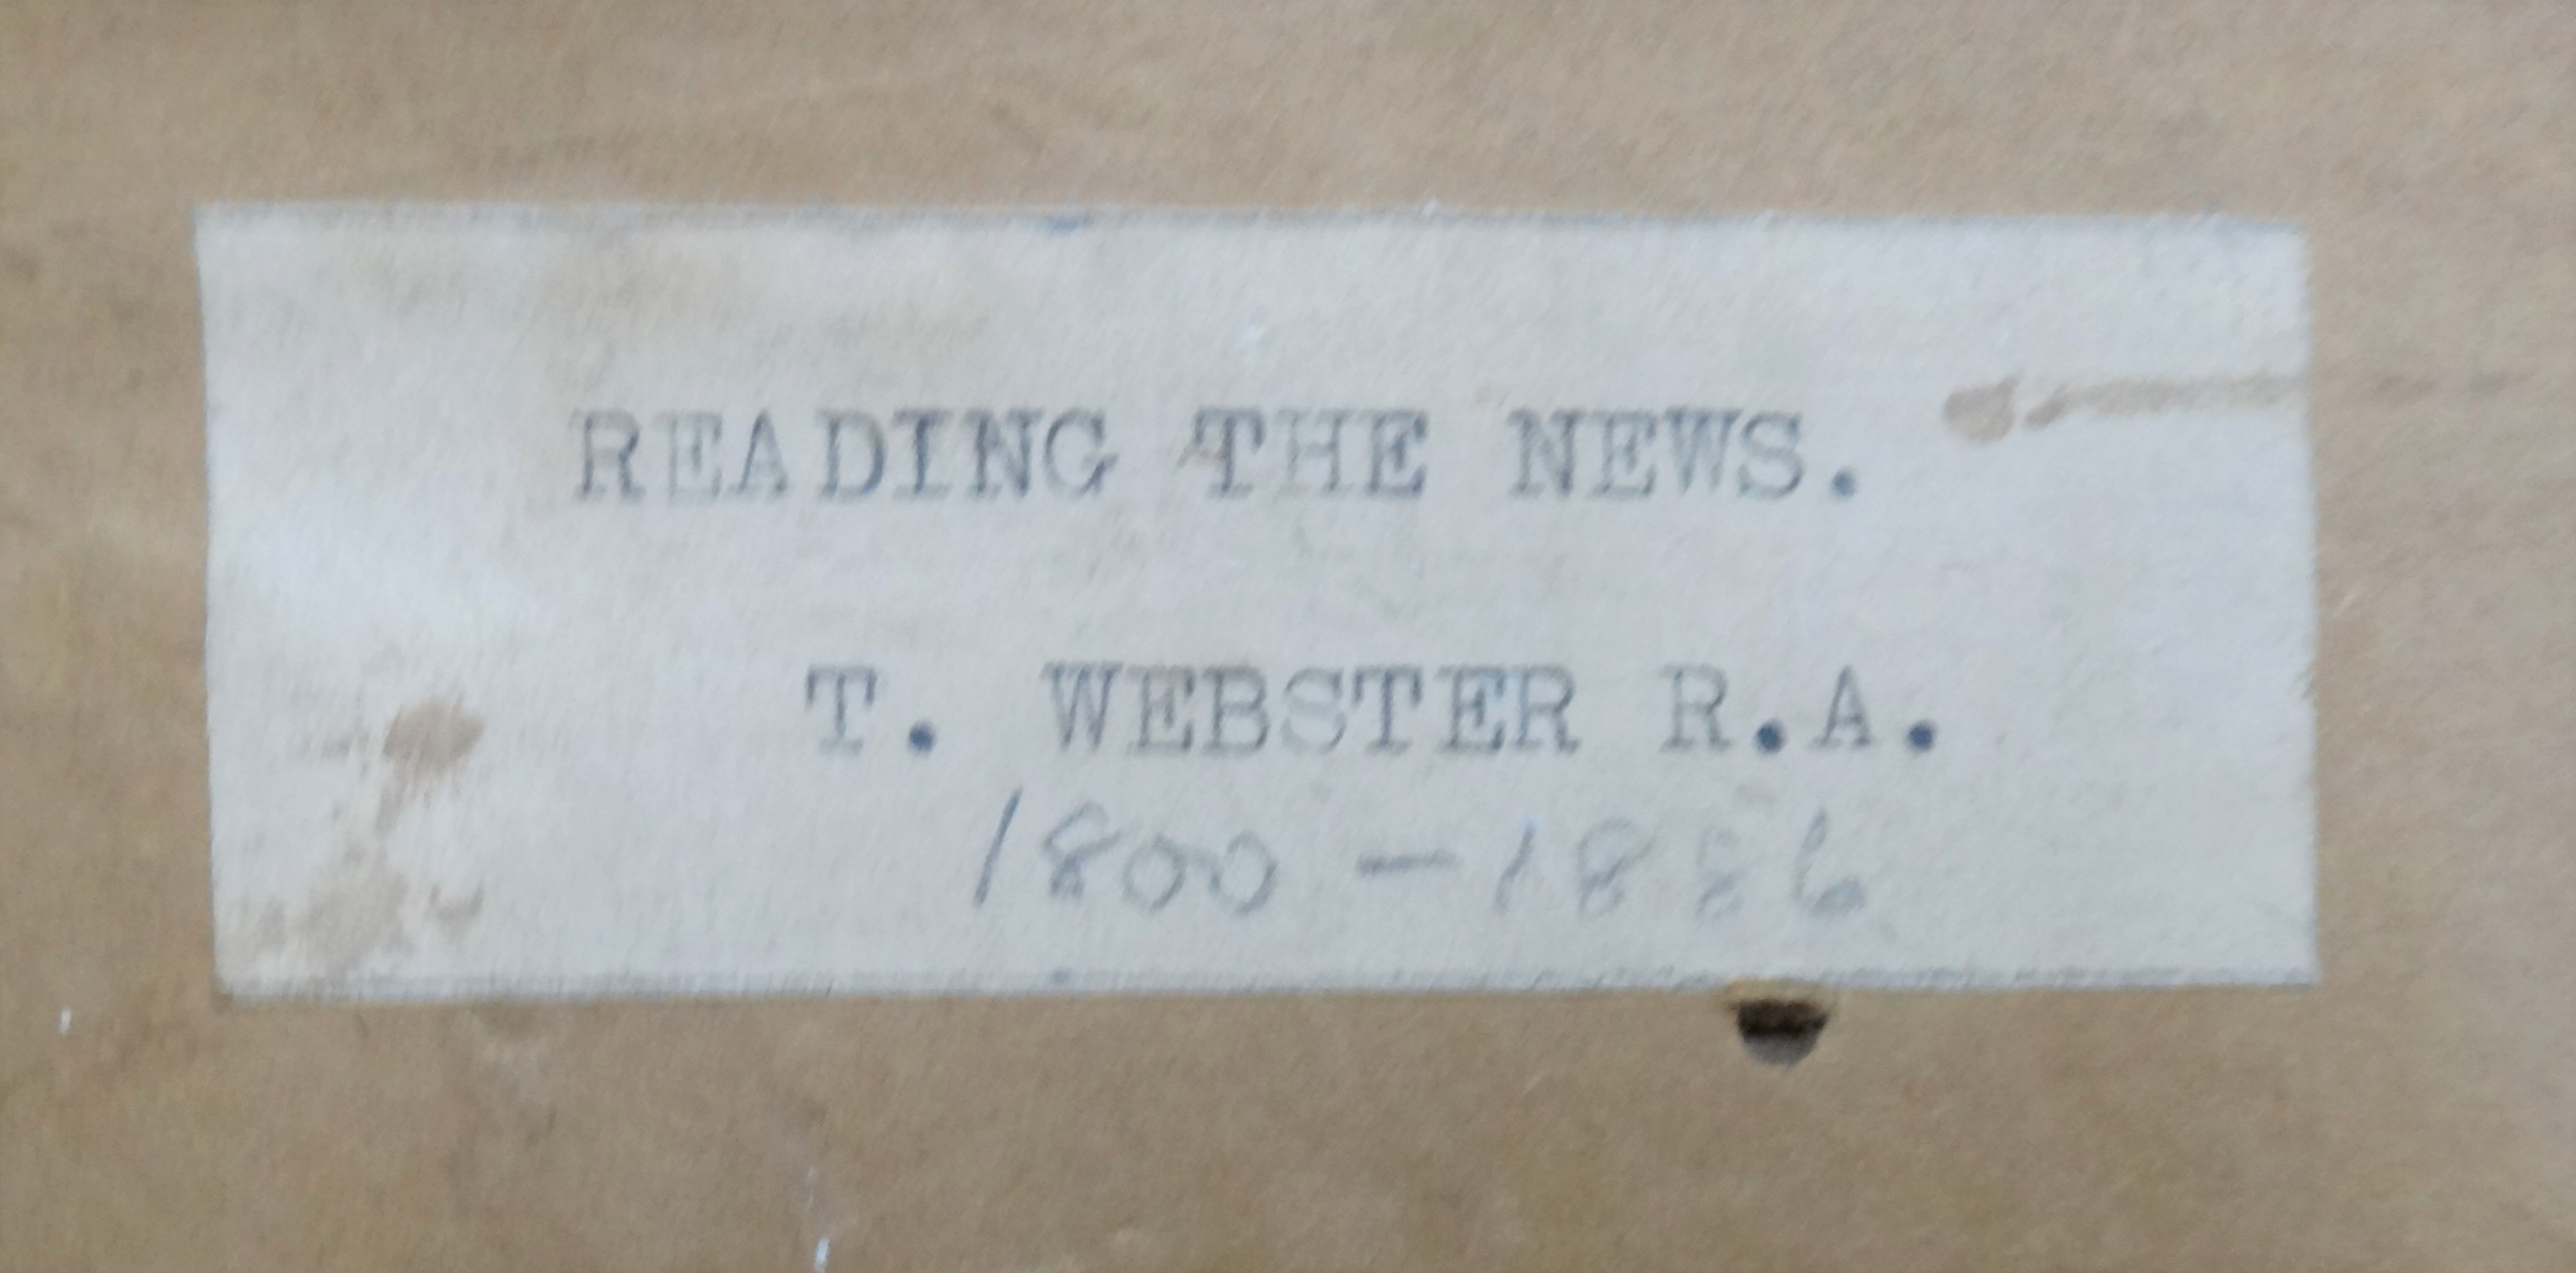 READING THE NEWS.
T. WEBSTER R.A.
1800 - 1886